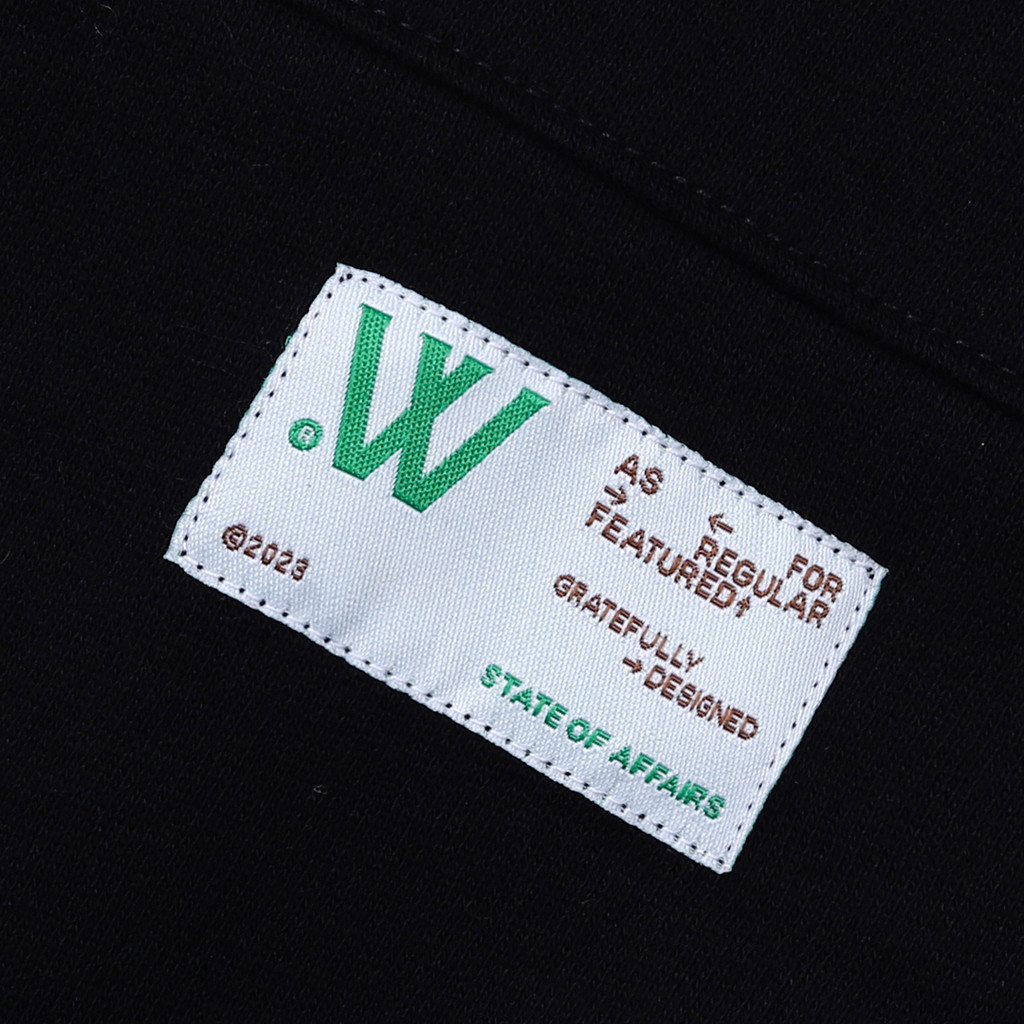 .W
®
©2023
AS
→ ← FOR
FEATURED↑ REGULAR
GRATEFULLY
→DESIGNED
STATE OF AFFAIRS